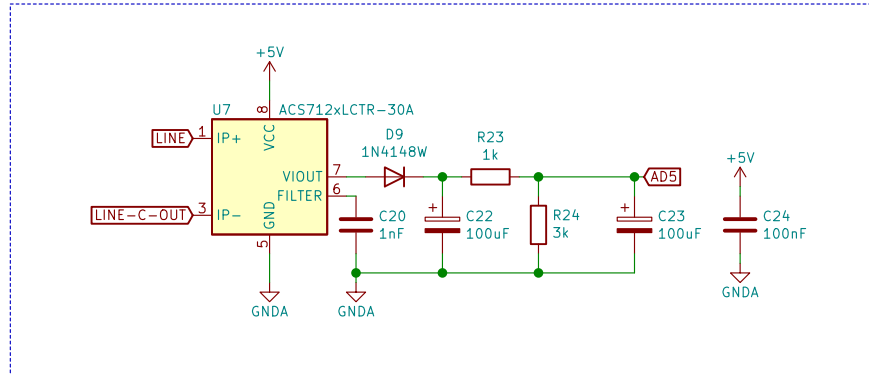 +5V
U7
ACS712xLCTR-30A
8
VCC
LINE
1
IP+
VIOUT
7
D9
1N4148W
R23
1k
AD5
FILTER
6
LINE-C-OUT
3
IP-
GND
5
C20
1nF
+
C22
100uF
R24
3k
+
C23
100uF
+5V
C24
100nF
GNDA
GNDA
GNDA